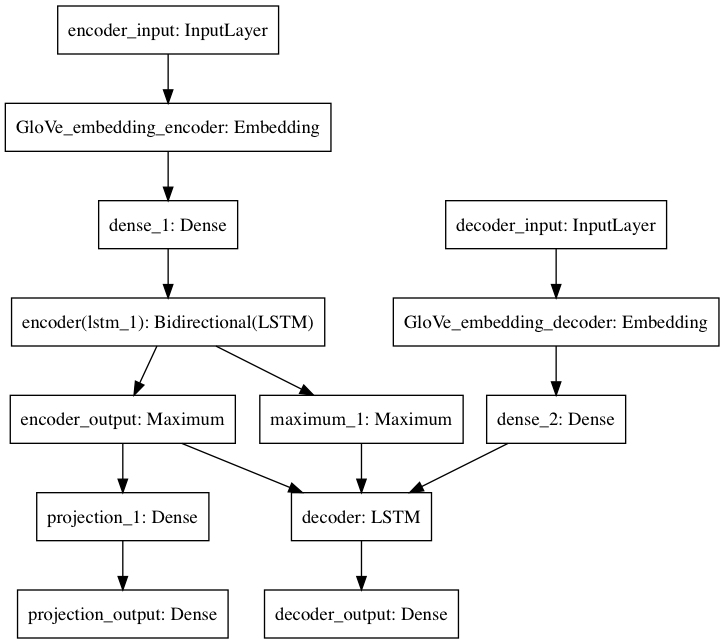 encoder_input: InputLayer
GloVe_embedding_encoder: Embedding
dense_1: Dense
decoder_input: InputLayer
encoder(lstm_1): Bidirectional(LSTM)
GloVe_embedding_decoder: Embedding
encoder_output: Maximum
maximum_1: Maximum
dense_2: Dense
projection_1: Dense
decoder: LSTM
projection_output: Dense
decoder_output: Dense